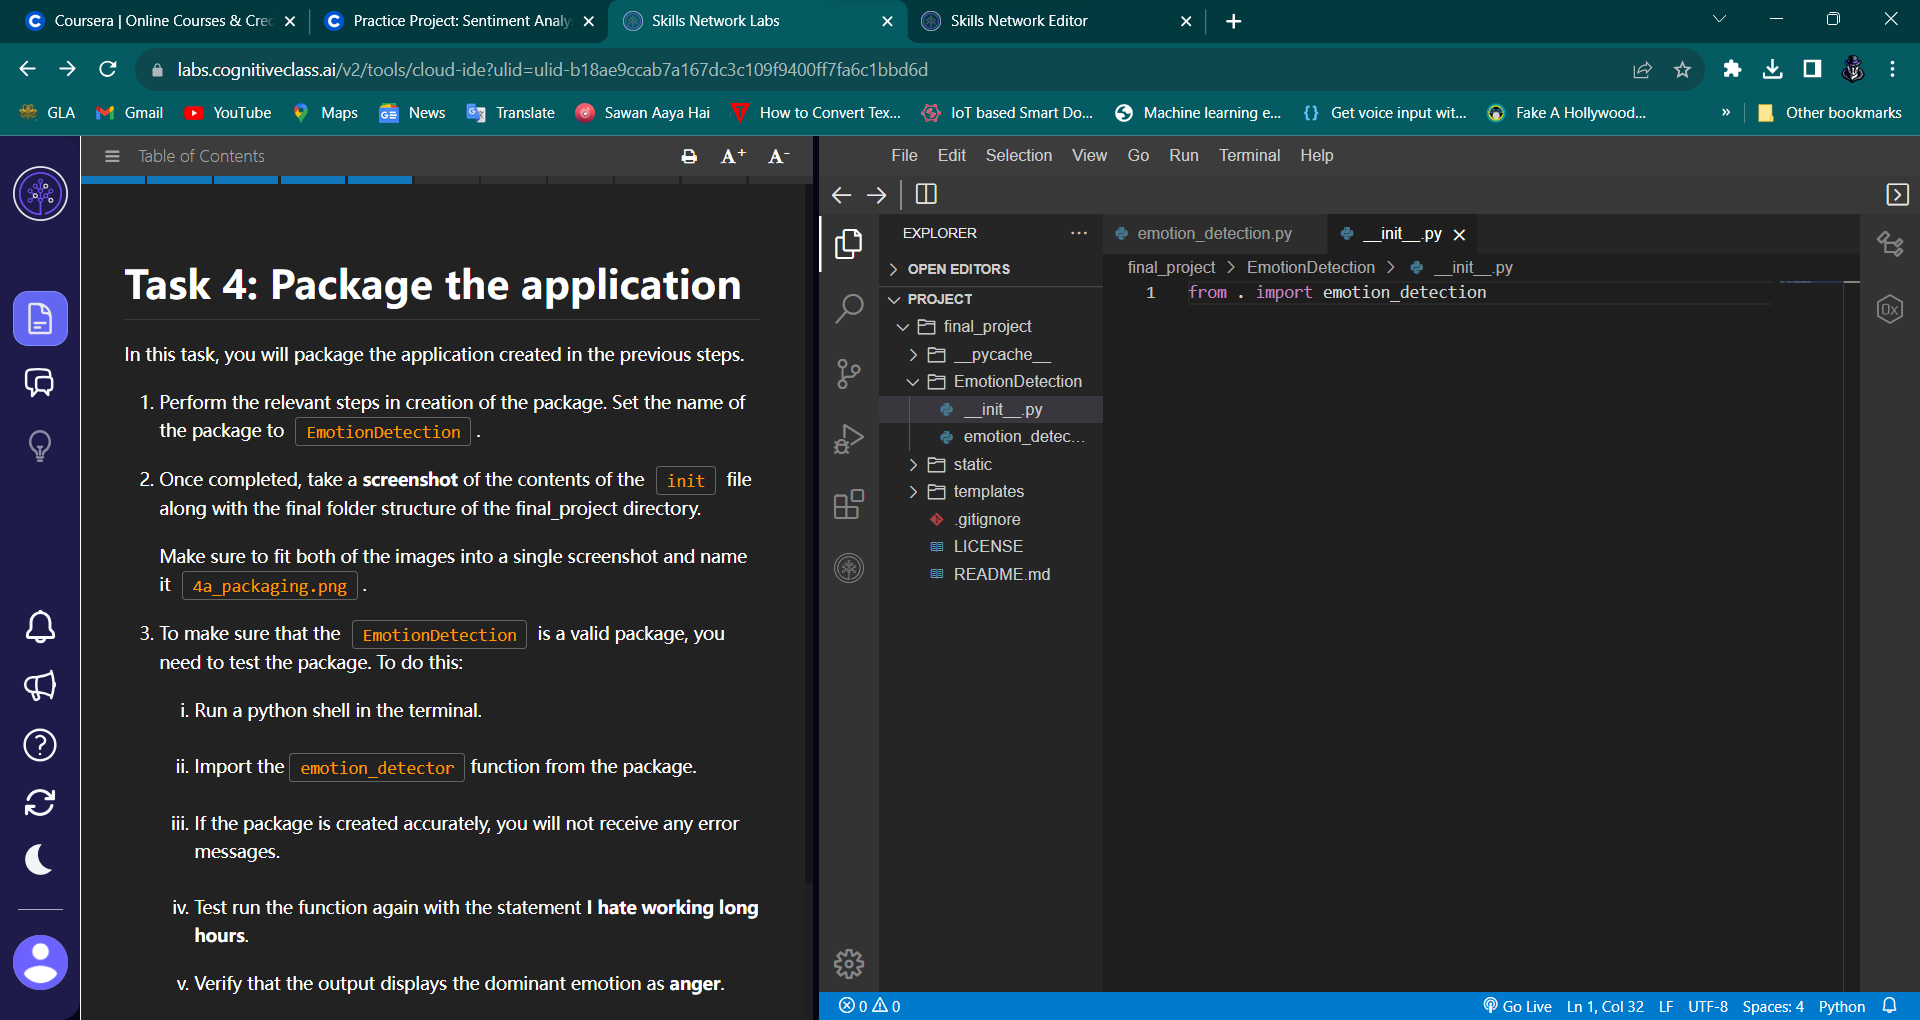 Coursera | Online Courses & Cre
Practice Project: Sentiment Analy
Skills Network Labs
Skills Network Editor
labs.cognitiveclass.ai/v2/tools/cloud-ide?ulid=ulid-b18ae9ccab7a167dc3c109f9400ff7fa6c1bbd6d
GLA
Gmail
YouTube
Maps
News
Translate
Sawan Aaya Hai
How to Convert Tex...
IoT based Smart Do...
Machine learning e...
Get voice input wit...
Fake A Hollywood...
»
Other bookmarks
Table of Contents
A+ A-
Task 4: Package the application
In this task, you will package the application created in the previous steps.
1. Perform the relevant steps in creation of the package. Set the name of
the package to EmotionDetection .
2. Once completed, take a screenshot of the contents of the init file
along with the final folder structure of the final_project directory.
Make sure to fit both of the images into a single screenshot and name
it 4a_packaging.png .
3. To make sure that the EmotionDetection is a valid package, you
need to test the package. To do this:
i. Run a python shell in the terminal.
ii. Import the emotion_detector function from the package.
iii. If the package is created accurately, you will not receive any error
messages.
iv. Test run the function again with the statement I hate working long
hours.
v. Verify that the output displays the dominant emotion as anger.
File Edit Selection View Go Run Terminal Help
EXPLORER
OPEN EDITORS
PROJECT
final_project
__pycache__
EmotionDetection
__init__.py
emotion_detec...
static
templates
.gitignore
LICENSE
README.md
emotion_detection.py
__init__.py
final_project > EmotionDetection > __init__.py
1 from . import emotion_detection
0x
0 0
Go Live Ln 1, Col 32 LF UTF-8 Spaces: 4 Python